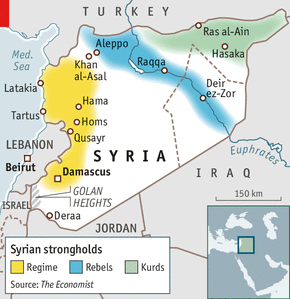 TURKEY
Med.
Sea
Aleppo
Ras al-Ain
Hasaka
Khan
al-Asal
Raqqa
Latakia
Deir
ez-Zor
Hama
Tartus
Homs
Qusayr
LEBANON
SYRIA
Euphrates
Beirut
Damascus
IRAQ
ISRAEL
GOLAN
HEIGHTS
150 km
Deraa
JORDAN
Syrian strongholds
Regime
Rebels
Kurds
Source: The Economist